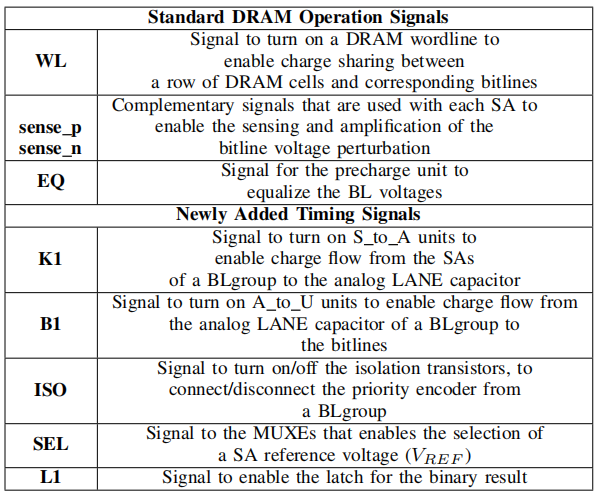 Standard DRAM Operation Signals
WL
Signal to turn on a DRAM wordline to
enable charge sharing between
a row of DRAM cells and corresponding bitlines
sense_p
sense_n
Complementary signals that are used with each SA to
enable the sensing and amplification of the
bitline voltage perturbation
EQ
Signal for the precharge unit to
equalize the BL voltages
Newly Added Timing Signals
K1
Signal to turn on S_to_A units to
enable charge flow from the SAs
of a BLgroup to the analog LANE capacitor
B1
Signal to turn on A_to_U units to enable charge flow from
the analog LANE capacitor of a BLgroup to
the bitlines
ISO
Signal to turn on/off the isolation transistors, to
connect/disconnect the priority encoder from
a BLgroup
SEL
Signal to the MUXEs that enables the selection of
a SA reference voltage (VREF)
L1
Signal to enable the latch for the binary result